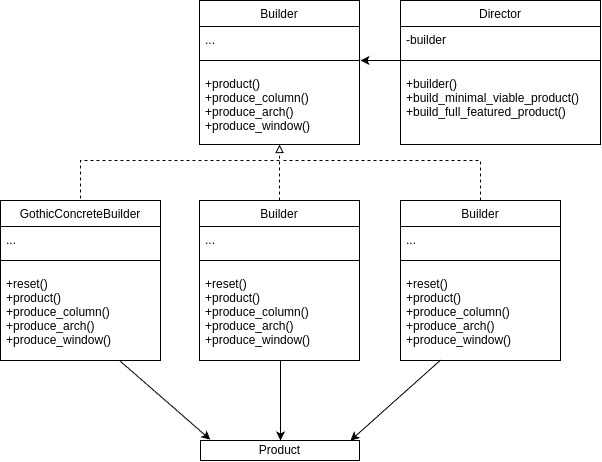 Builder
...
+product()
+produce_column()
+produce_arch()
+produce_window()
Director
-builder
+builder()
+build_minimal_viable_product()
+build_full_featured_product()
GothicConcreteBuilder
...
+reset()
+product()
+produce_column()
+produce_arch()
+produce_window()
Builder
...
+reset()
+product()
+produce_column()
+produce_arch()
+produce_window()
Builder
...
+reset()
+product()
+produce_column()
+produce_arch()
+produce_window()
Product